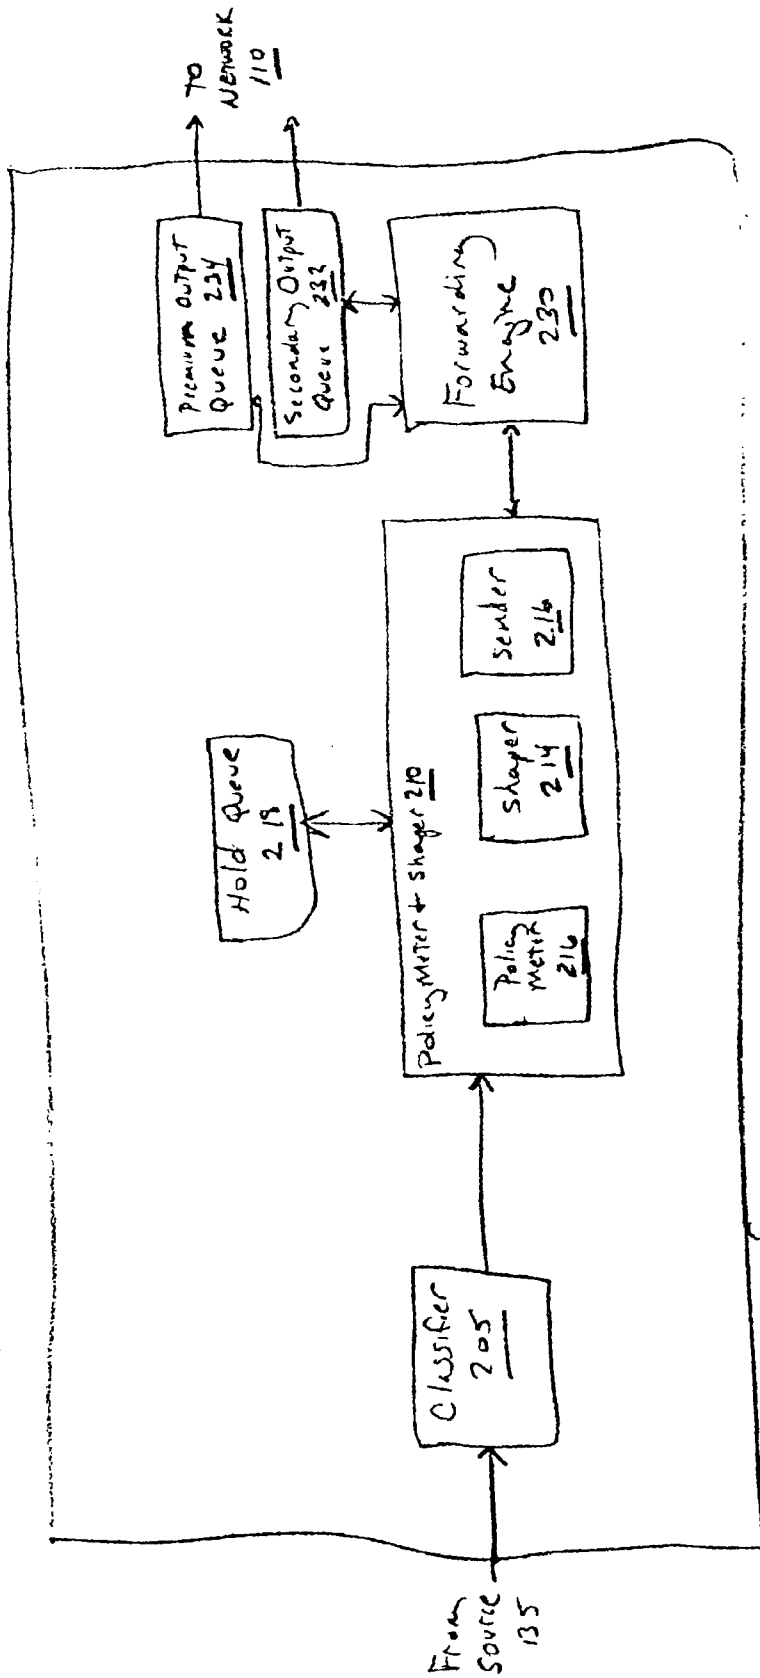 From
Source
135
Classifier
205
Hold Queue
218
Policy Meter + Shaper 210
Policy
Meter
216
Shaper
214
Sender
216
Forwarding
Engine
230
Premium Output
Queue 234
Secondary Output
Queue 232
TO
Network
110